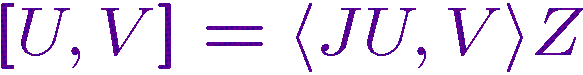 [U, V] = ⟨JU, V⟩Z